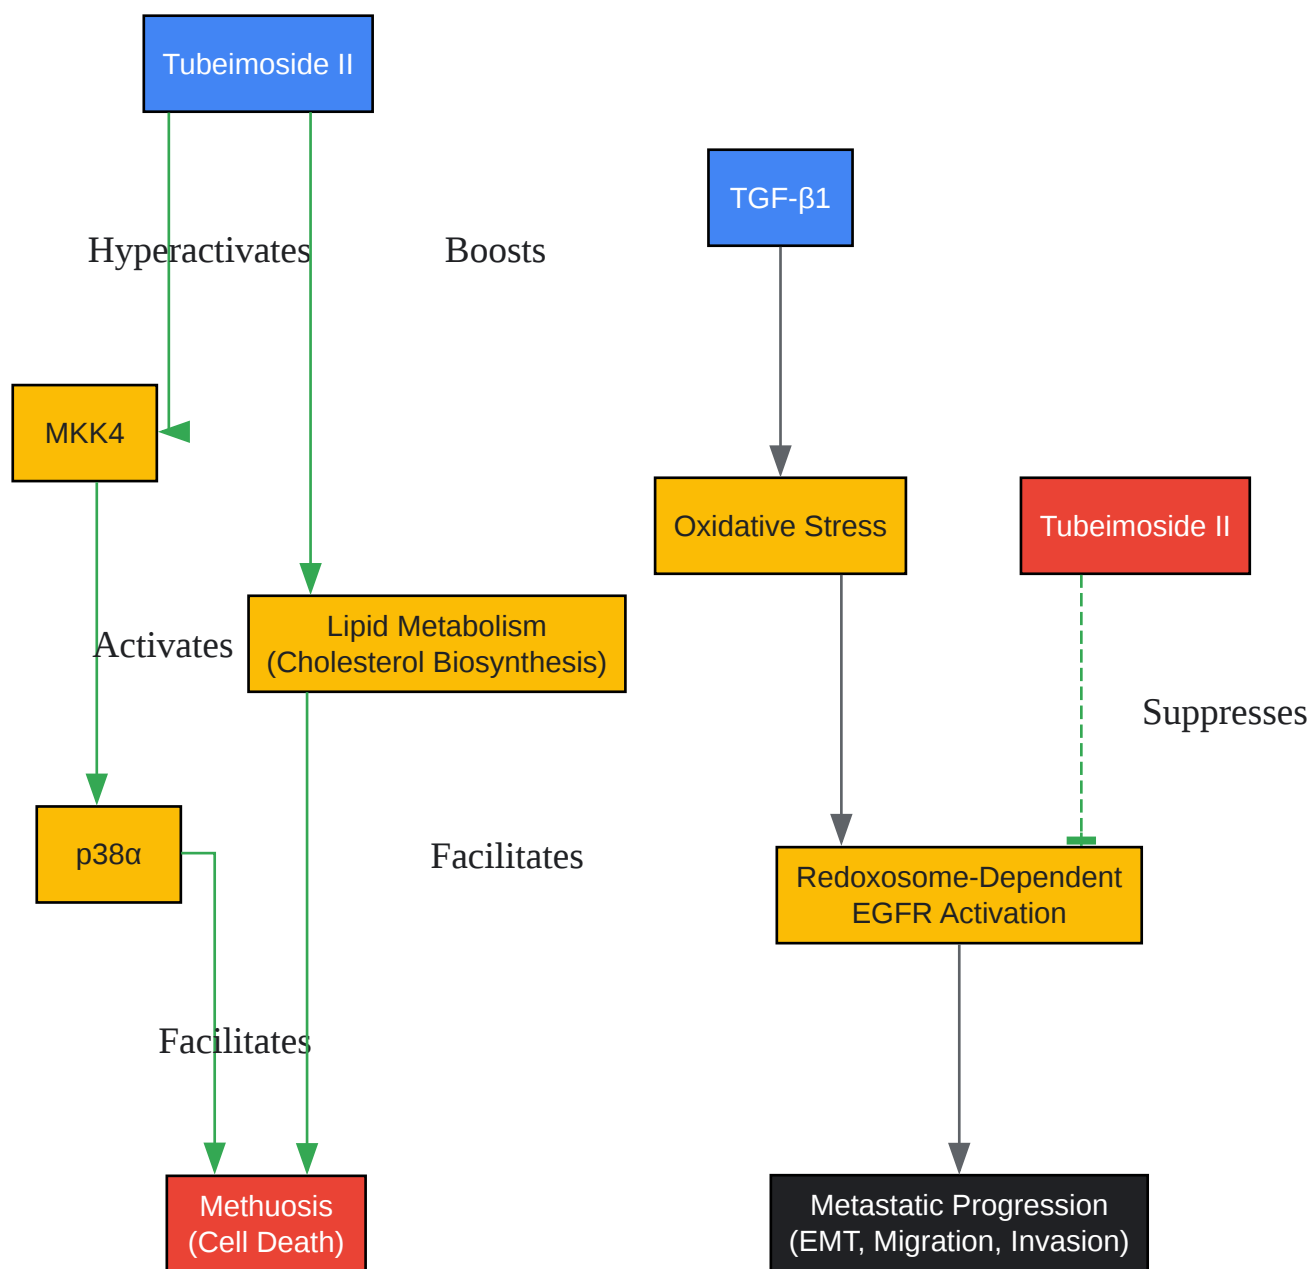 Tubeimoside II
TGF-β1
Hyperactivates
Boosts
MKK4
Oxidative Stress
Tubeimoside II
Lipid Metabolism
(Cholesterol Biosynthesis)
Activates
Suppresses
p38α
Facilitates
Redoxosome-Dependent
EGFR Activation
Facilitates
Methuosis
(Cell Death)
Metastatic Progression
(EMT, Migration, Invasion)